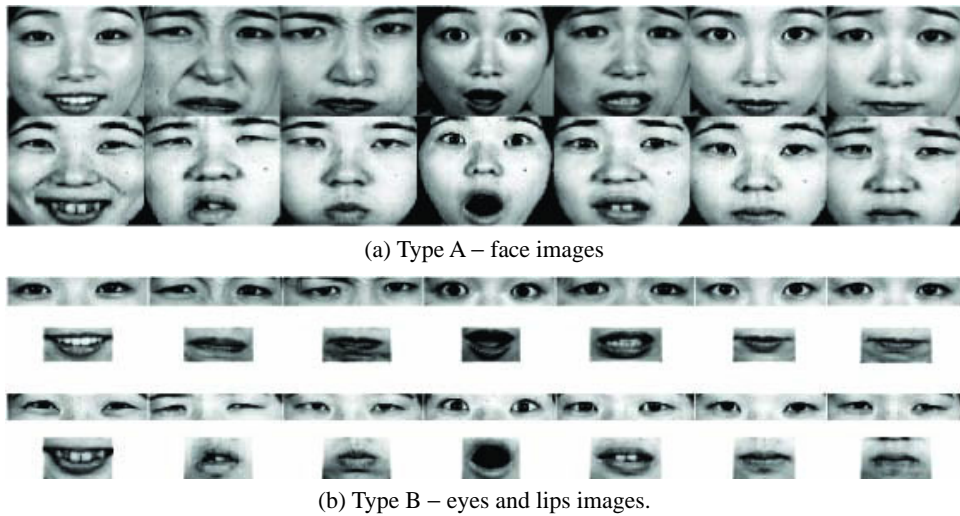 (a) Type A – face images
(b) Type B – eyes and lips images.